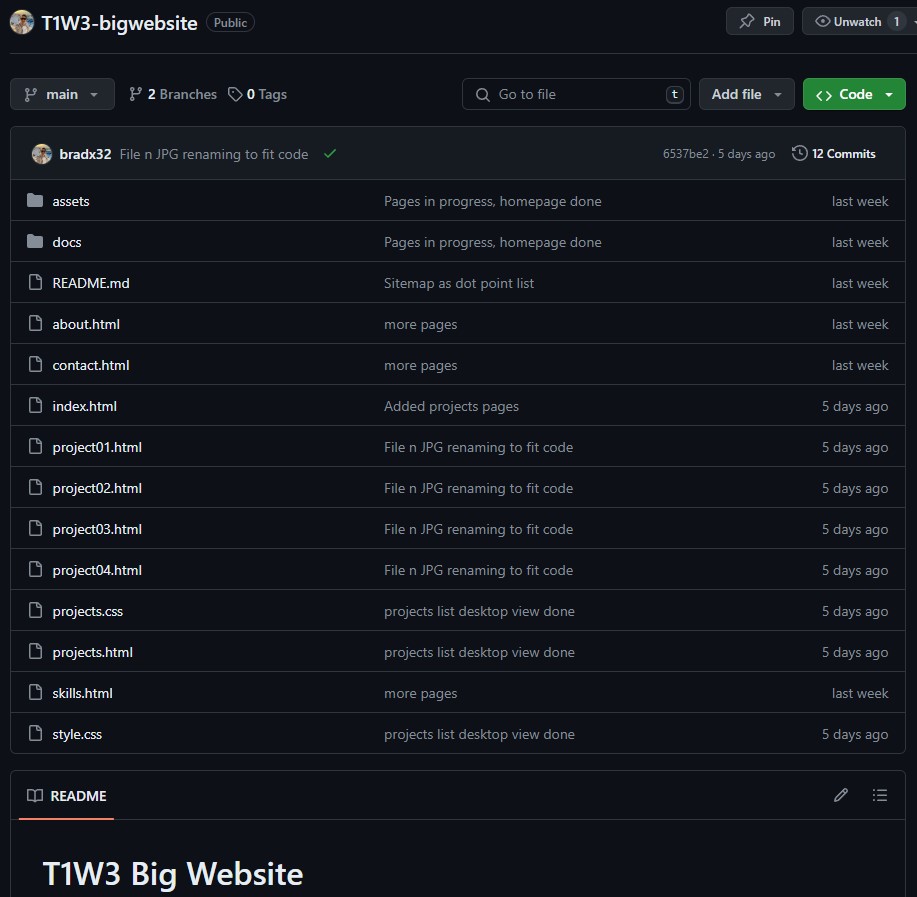 T1W3-bigwebsite Public Pin Unwatch 1
main 2 Branches 0 Tags Go to file t Add file Code
bradx32 File n JPG renaming to fit code 6537be2 · 5 days ago 12 Commits
assets Pages in progress, homepage done last week
docs Pages in progress, homepage done last week
README.md Sitemap as dot point list last week
about.html more pages last week
contact.html more pages last week
index.html Added projects pages 5 days ago
project01.html File n JPG renaming to fit code 5 days ago
project02.html File n JPG renaming to fit code 5 days ago
project03.html File n JPG renaming to fit code 5 days ago
project04.html File n JPG renaming to fit code 5 days ago
projects.css projects list desktop view done 5 days ago
projects.html projects list desktop view done 5 days ago
skills.html more pages last week
style.css projects list desktop view done 5 days ago
README
T1W3 Big Website